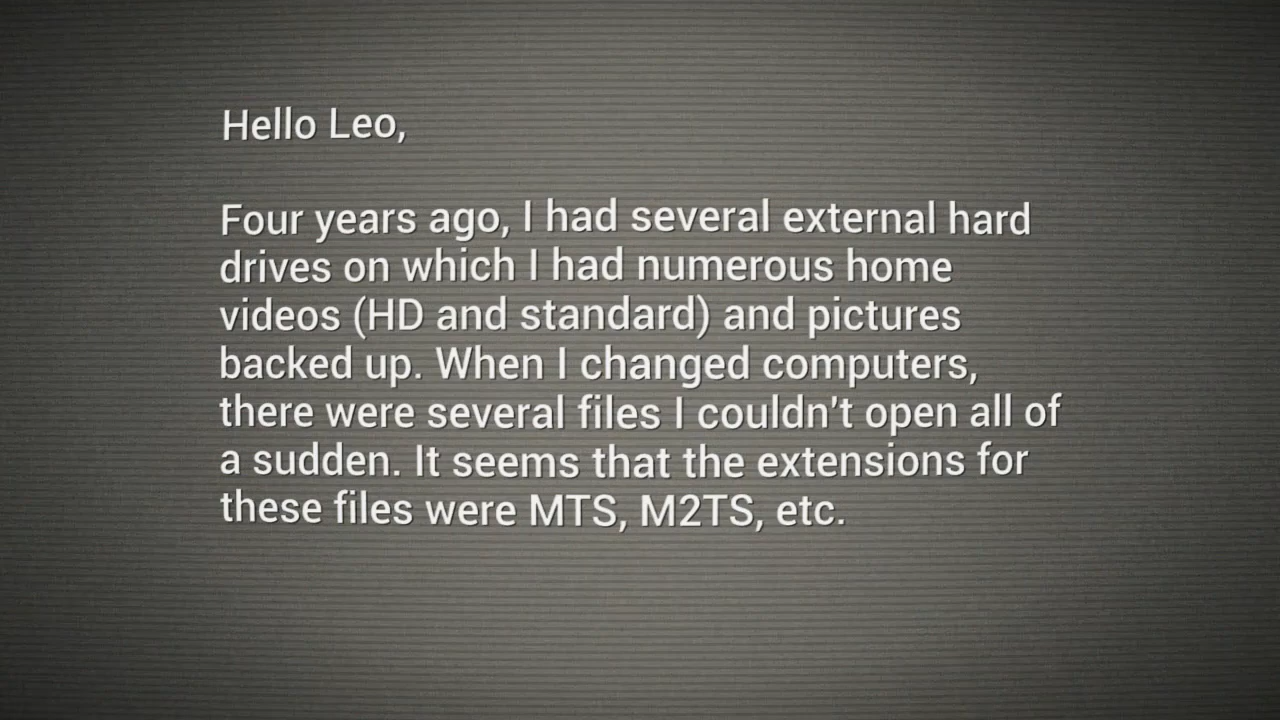 Hello Leo,
Four years ago, I had several external hard
drives on which I had numerous home
videos (HD and standard) and pictures
backed up. When I changed computers,
there were several files I couldn't open all of
a sudden. It seems that the extensions for
these files were MTS, M2TS, etc.